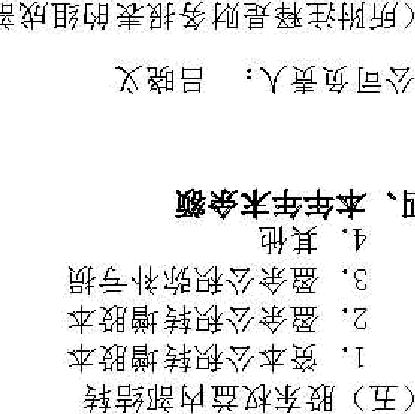 (五)股东权益内部结转
1. 资本公积转增股本
2. 盈余公积转增股本
3. 盈余公积弥补亏损
4. 其他
四、本年年末余额
公司负责人： 吕晓义
(所附注释是财务报表的组成部